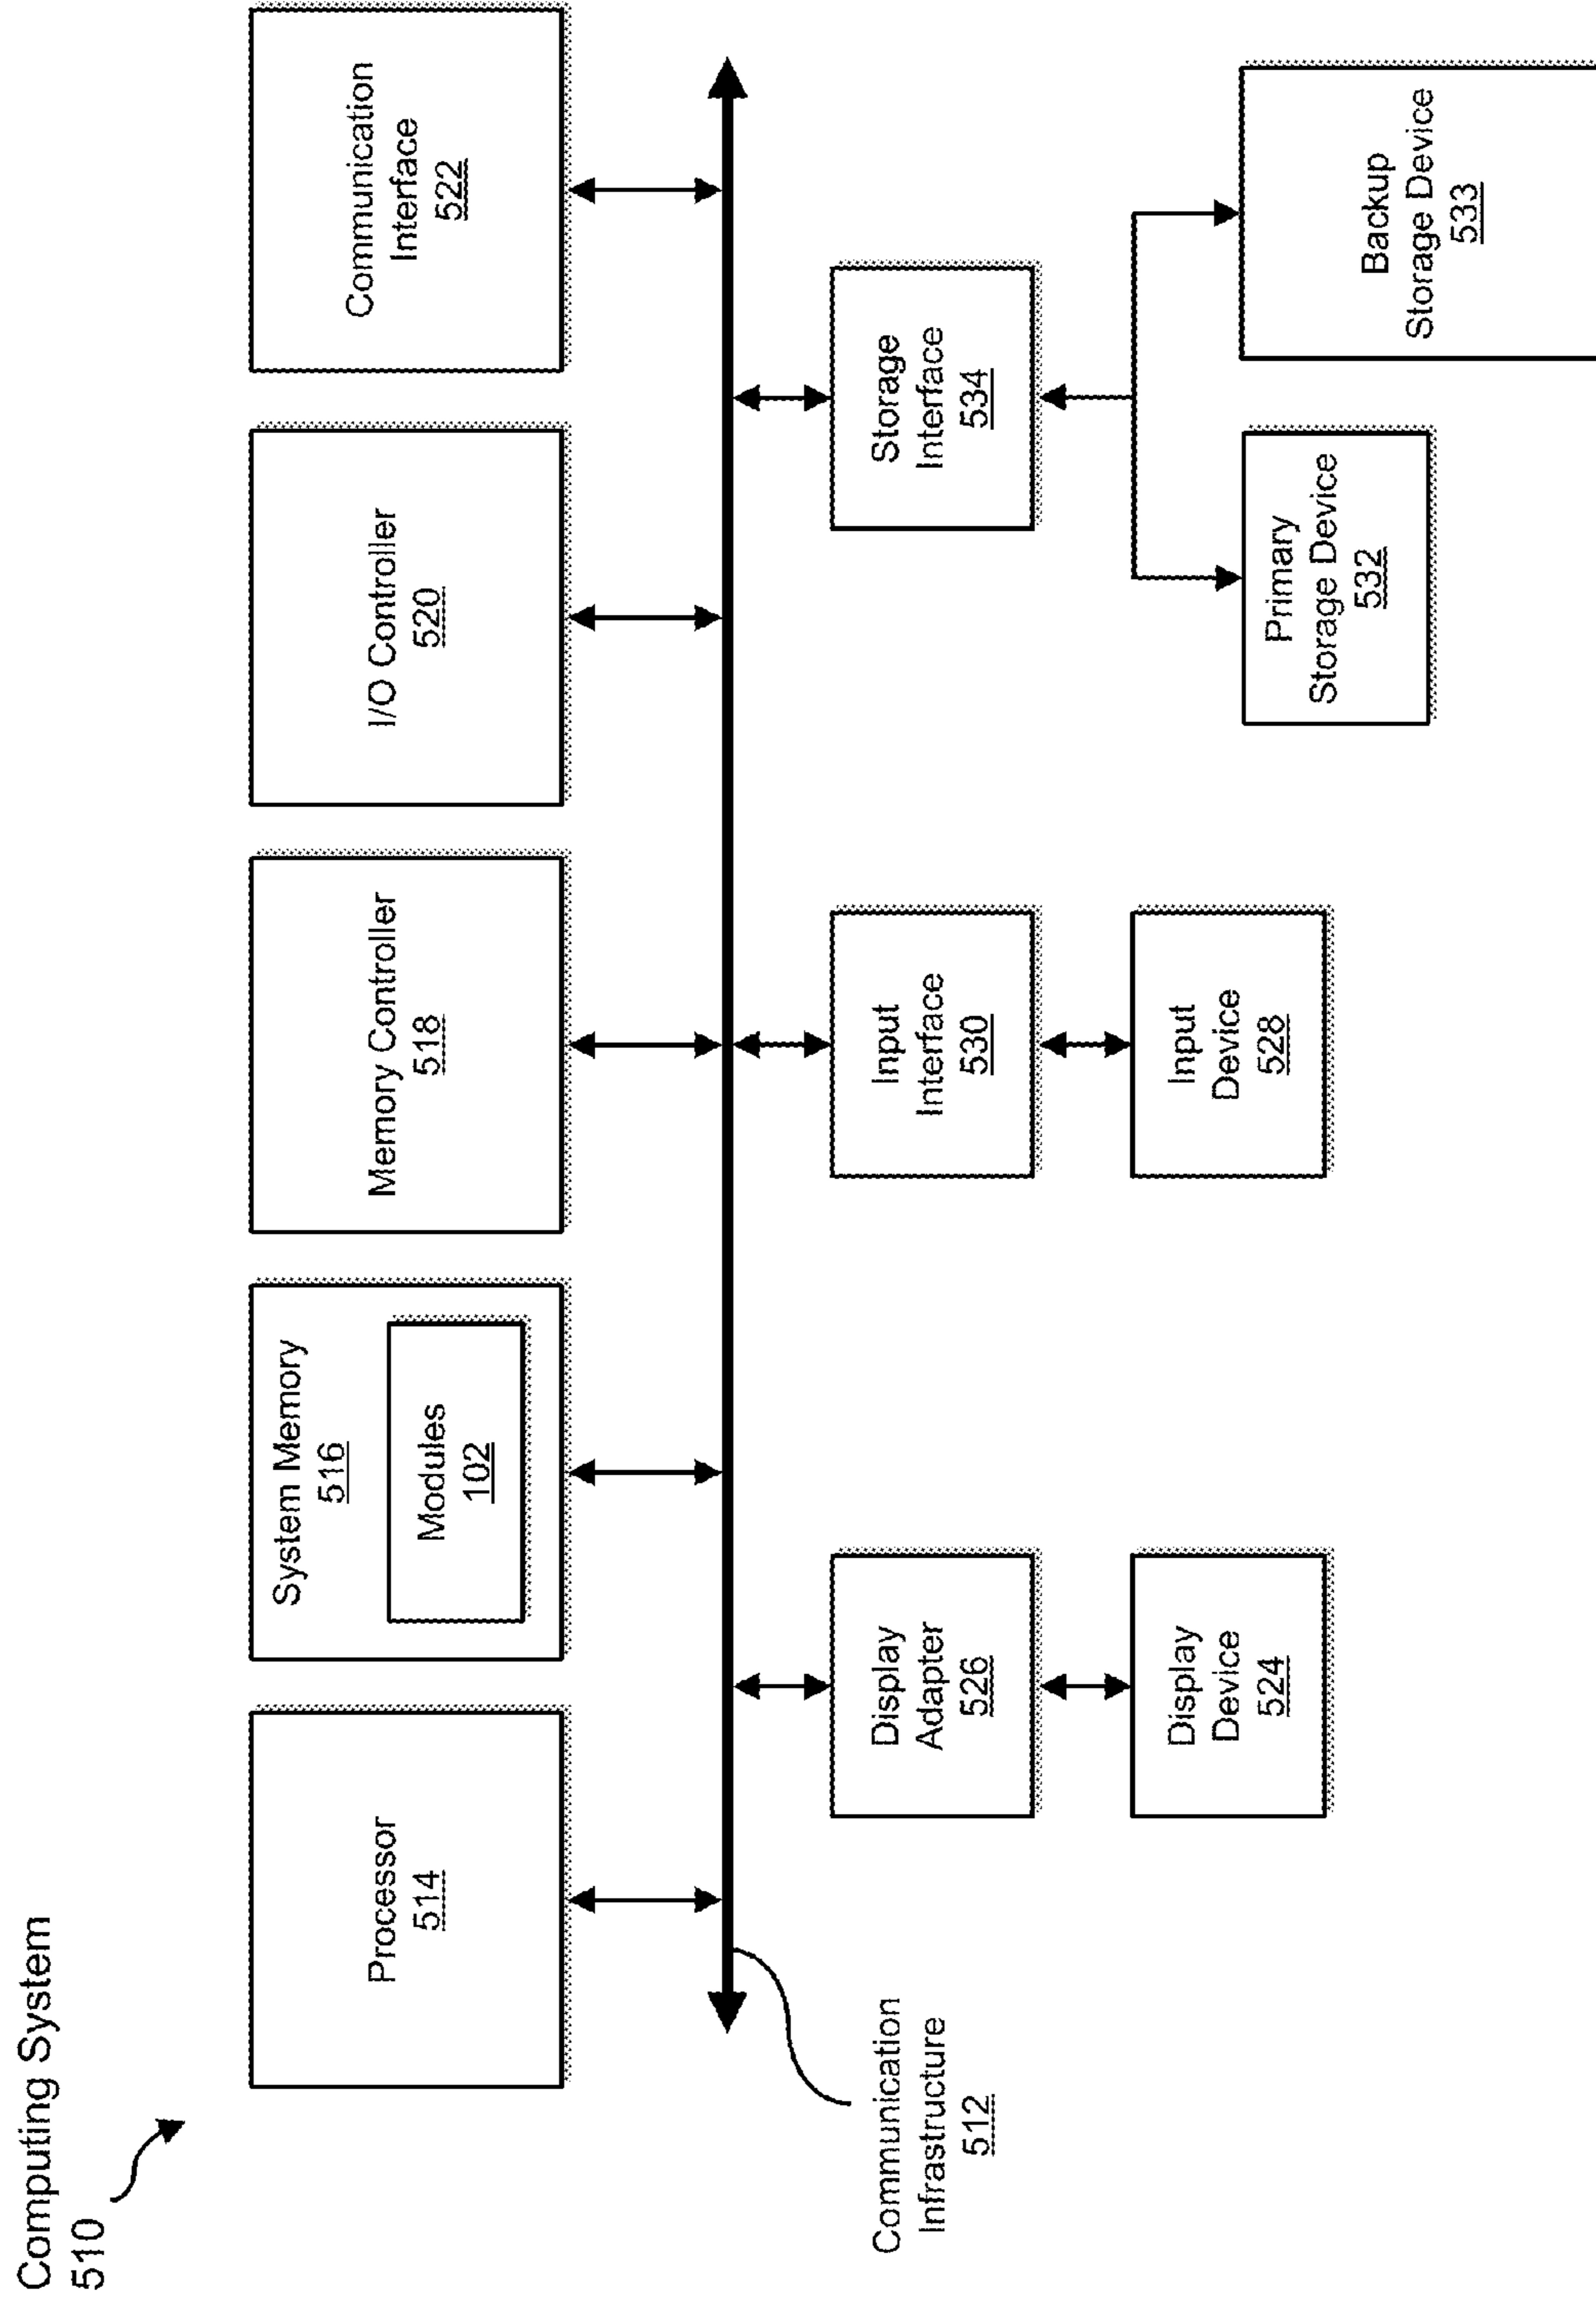 Computing System
510
Processor
514
System Memory
516
Modules
102
Memory Controller
518
I/O Controller
520
Communication
Interface
522
Communication
Infrastructure
512
Display
Adapter
526
Input
Interface
530
Storage
Interface
534
Display
Device
524
Input
Device
528
Primary
Storage Device
532
Backup
Storage Device
533